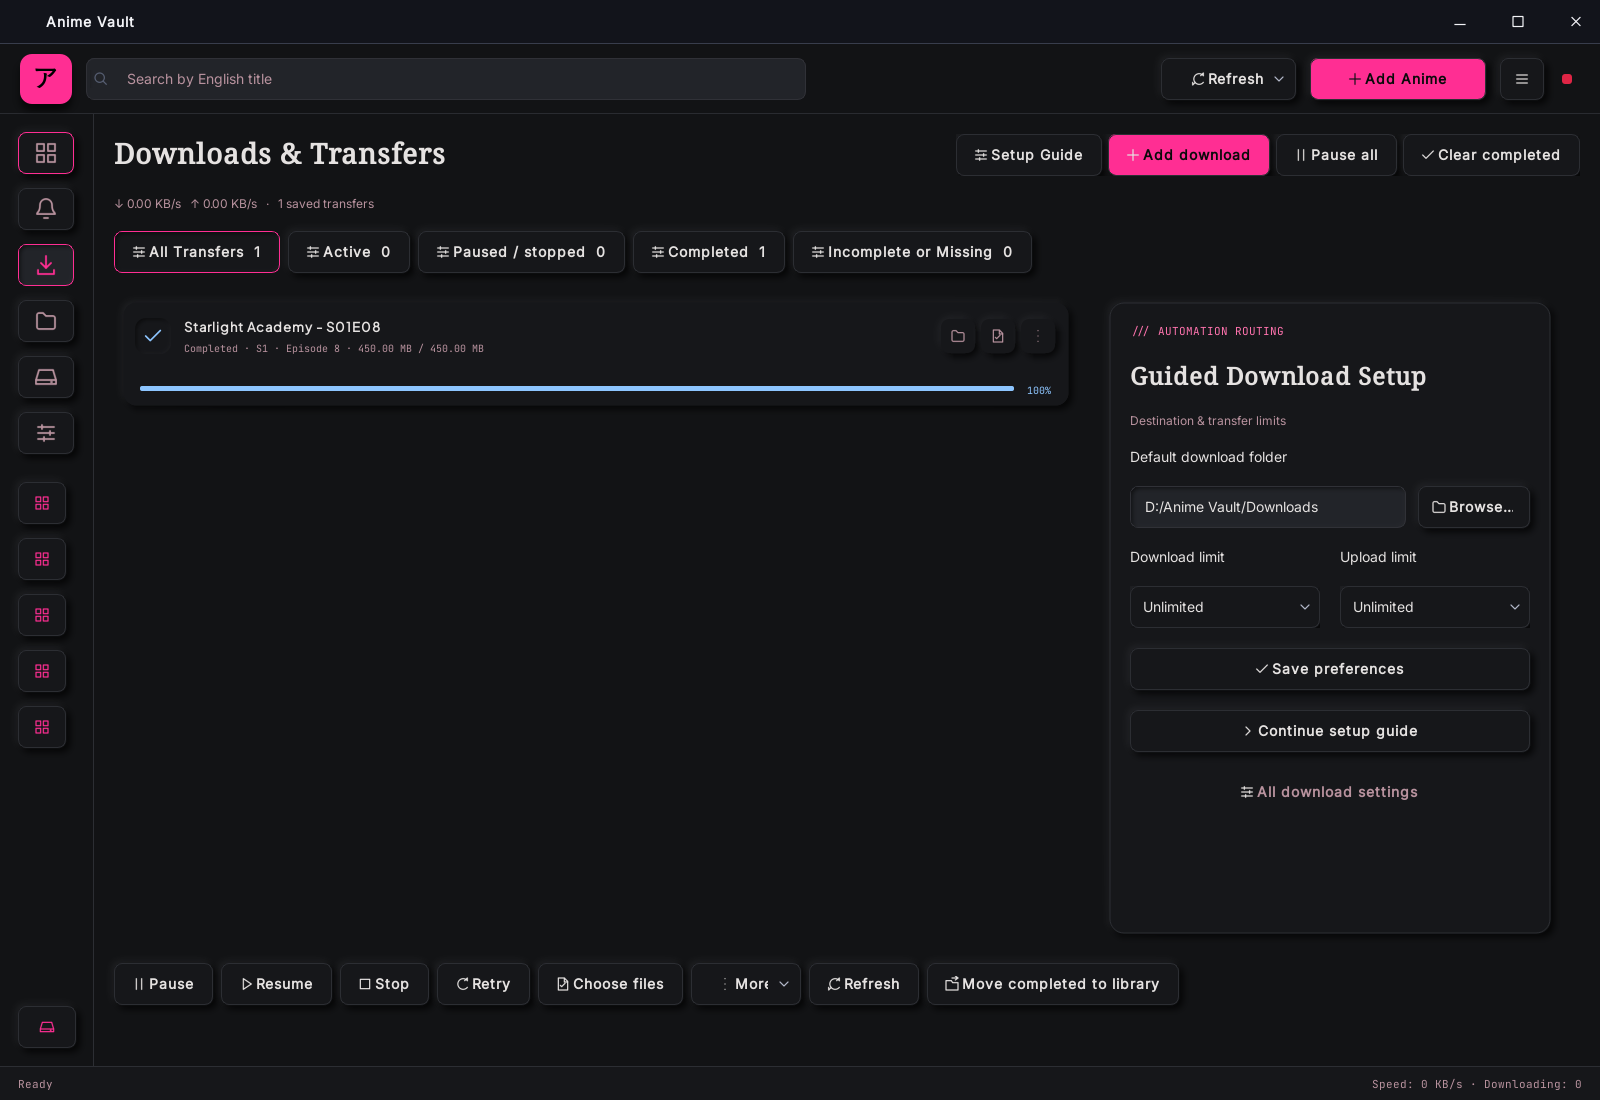 Anime Vault
ア
Search by English title
Refresh
Add Anime
Downloads & Transfers
Setup Guide
Add download
Pause all
Clear completed
↓ 0.00 KB/s ↑ 0.00 KB/s · 1 saved transfers
All Transfers 1
Active 0
Paused / stopped 0
Completed 1
Incomplete or Missing 0
Starlight Academy - S01E08
Completed · S1 · Episode 8 · 450.00 MB / 450.00 MB
100%
/// AUTOMATION ROUTING
Guided Download Setup
Destination & transfer limits
Default download folder
D:/Anime Vault/Downloads
Browse...
Download limit
Upload limit
Unlimited
Unlimited
Save preferences
Continue setup guide
All download settings
Pause
Resume
Stop
Retry
Choose files
More
Refresh
Move completed to library
Ready
Speed: 0 KB/s · Downloading: 0